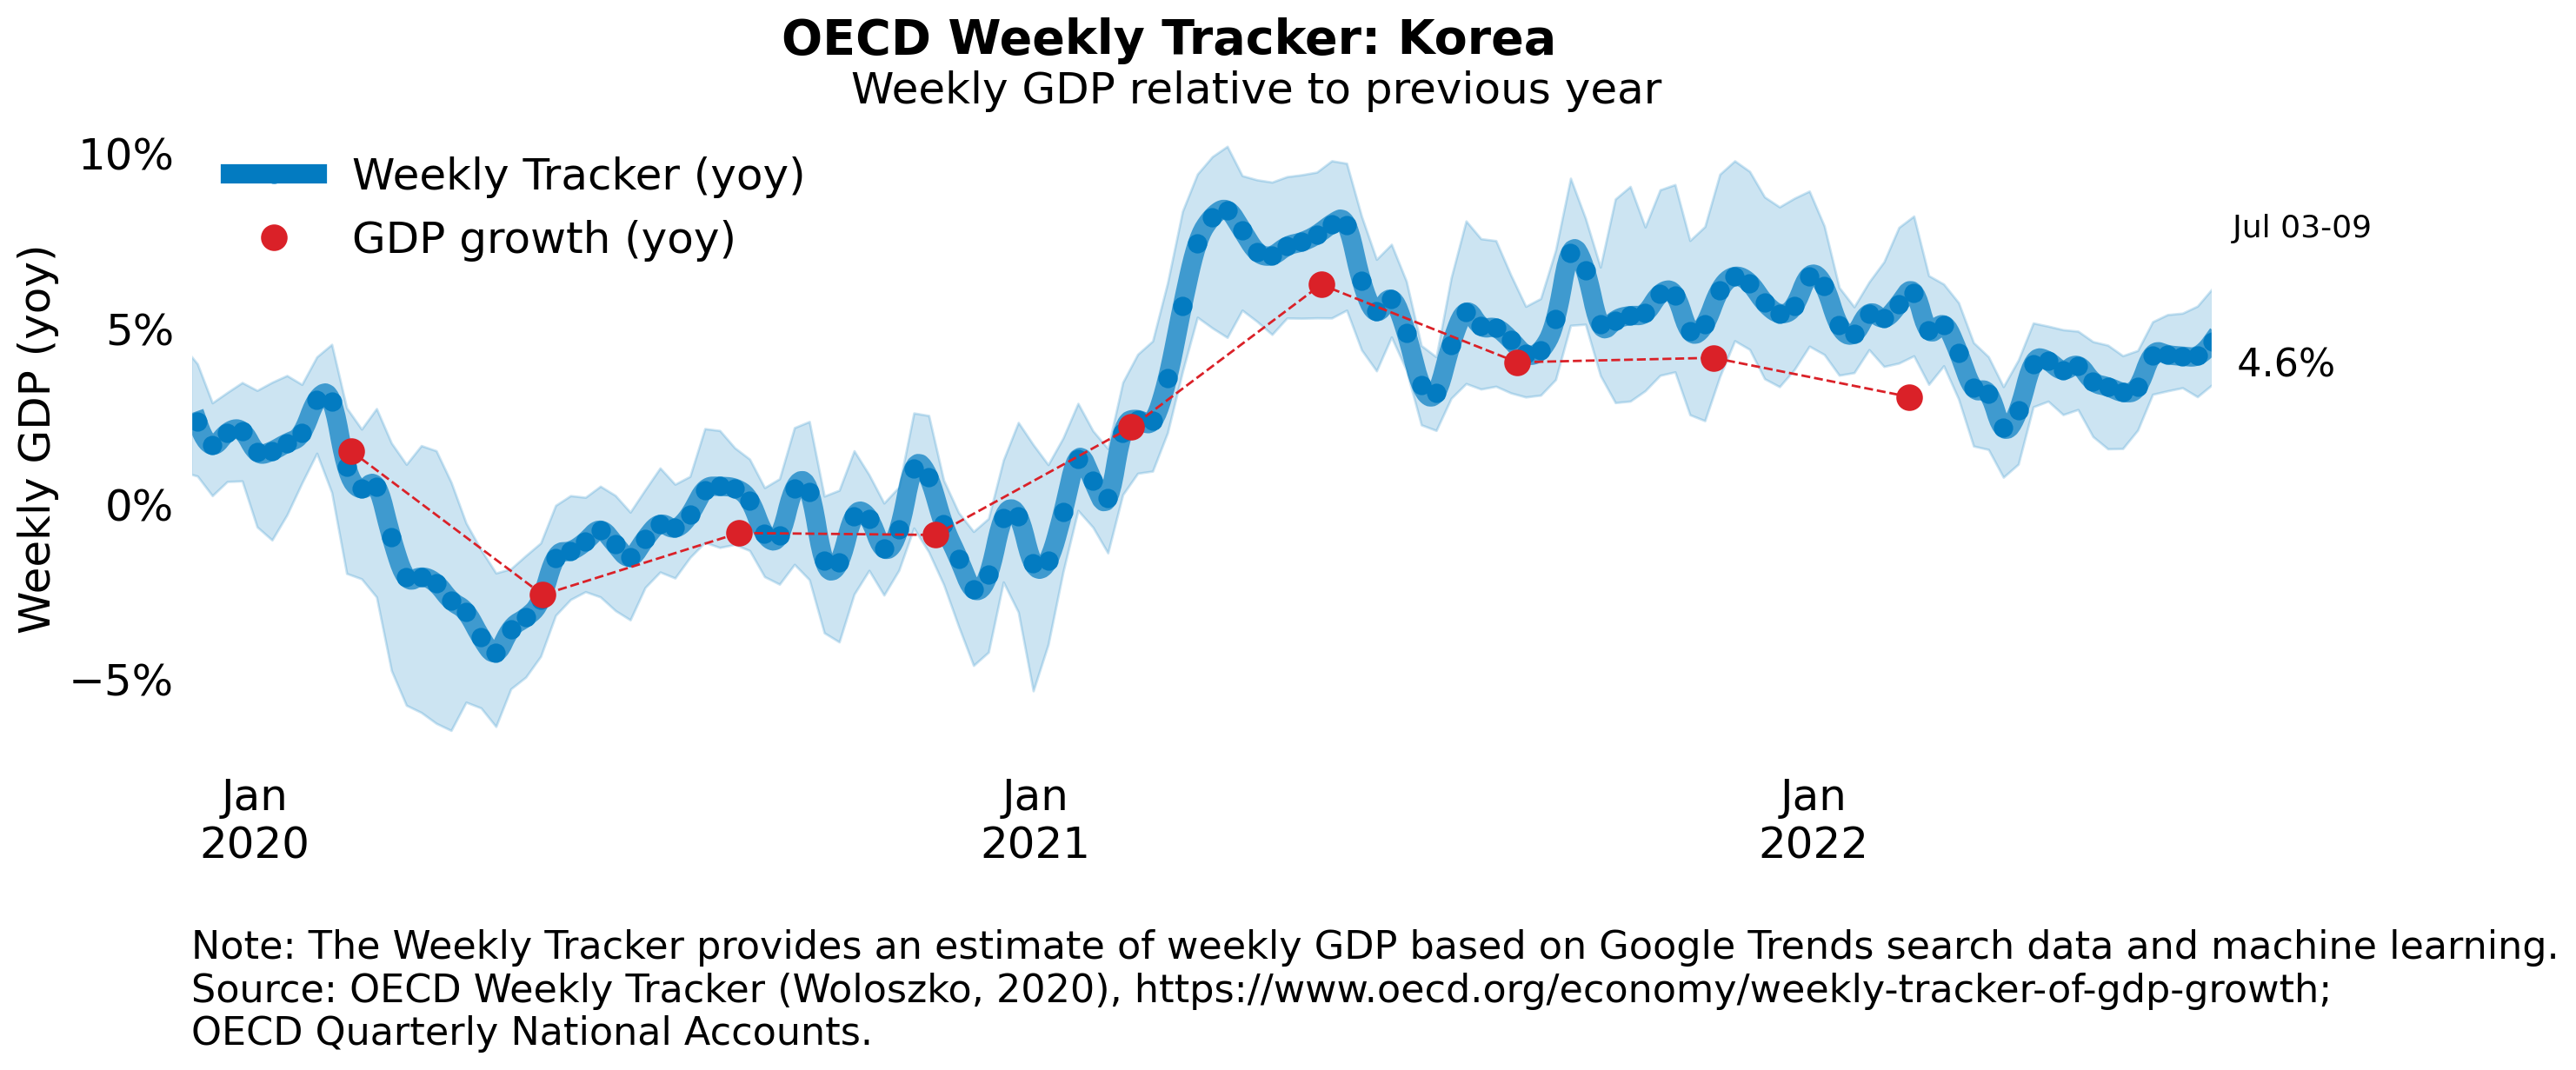 OECD Weekly Tracker: Korea
Weekly GDP relative to previous year
Weekly GDP (yoy)
10%
5%
0%
−5%
Weekly Tracker (yoy)
GDP growth (yoy)
Jul 03-09
4.6%
Jan
2020
Jan
2021
Jan
2022
Note: The Weekly Tracker provides an estimate of weekly GDP based on Google Trends search data and machine learning.
Source: OECD Weekly Tracker (Woloszko, 2020), https://www.oecd.org/economy/weekly-tracker-of-gdp-growth;
OECD Quarterly National Accounts.